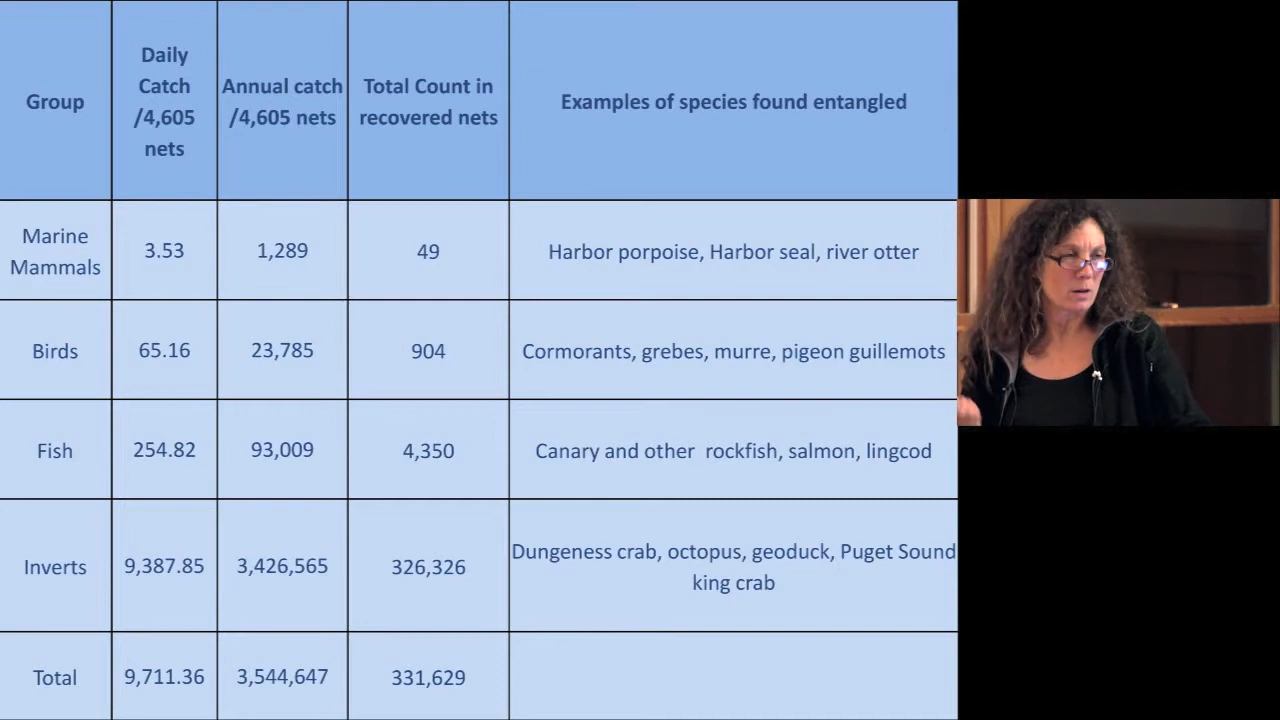 Group
Daily
Catch
/4,605
nets
Annual catch
/4,605 nets
Total Count in
recovered nets
Examples of species found entangled
Marine
Mammals
3.53
1,289
49
Harbor porpoise, Harbor seal, river otter
Birds
65.16
23,785
904
Cormorants, grebes, murre, pigeon guillemots
Fish
254.82
93,009
4,350
Canary and other  rockfish, salmon, lingcod
Inverts
9,387.85
3,426,565
326,326
Dungeness crab, octopus, geoduck, Puget Sound
king crab
Total
9,711.36
3,544,647
331,629